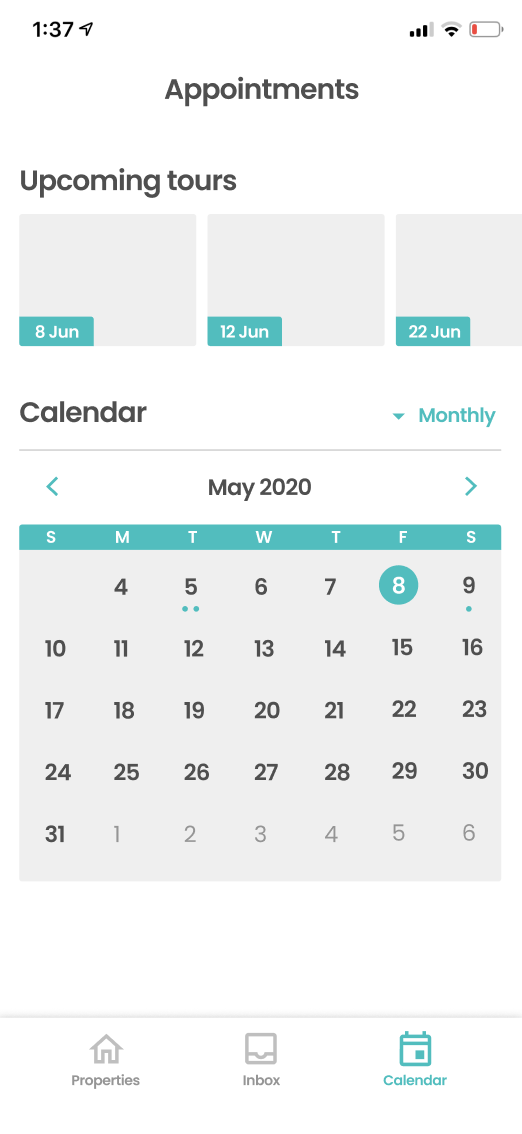 1:37
Appointments
Upcoming tours
8 Jun 12 Jun 22 Jun
Calendar Monthly
May 2020
S M T W T F S
4 5 6 7 8 9
10 11 12 13 14 15 16
17 18 19 20 21 22 23
24 25 26 27 28 29 30
31 1 2 3 4 5 6
Properties Inbox Calendar